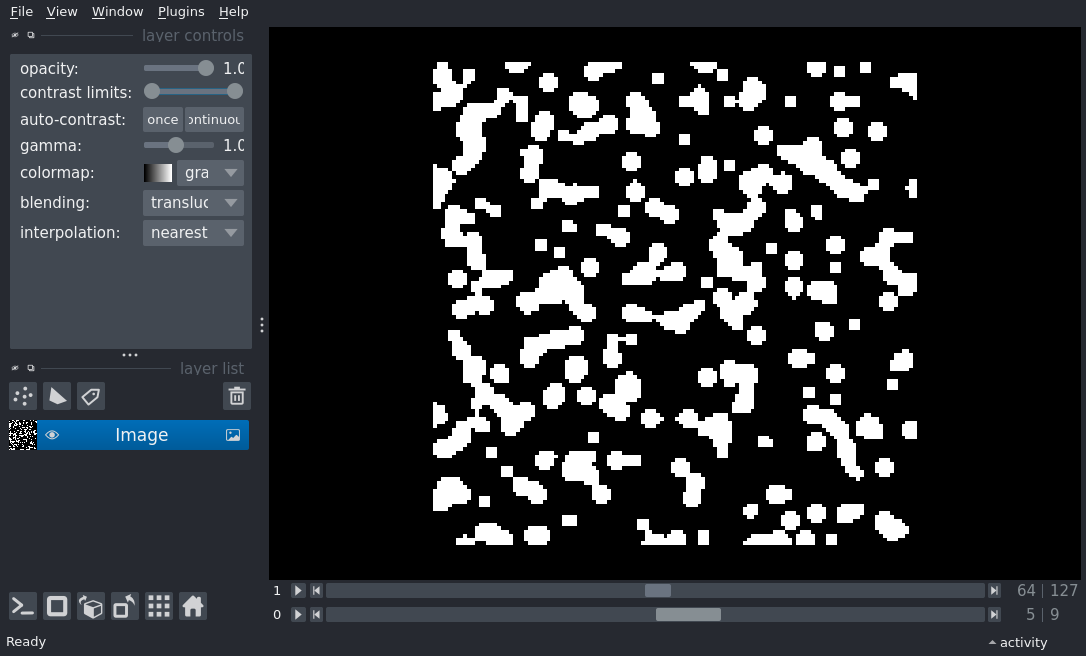 File View Window Plugins Help
layer controls
opacity: 1.0
contrast limits:
auto-contrast: once ontinuou
gamma: 1.0
colormap: gra
blending: transluc
interpolation: nearest
layer list
Image
1 64 127
0 5 9
Ready activity